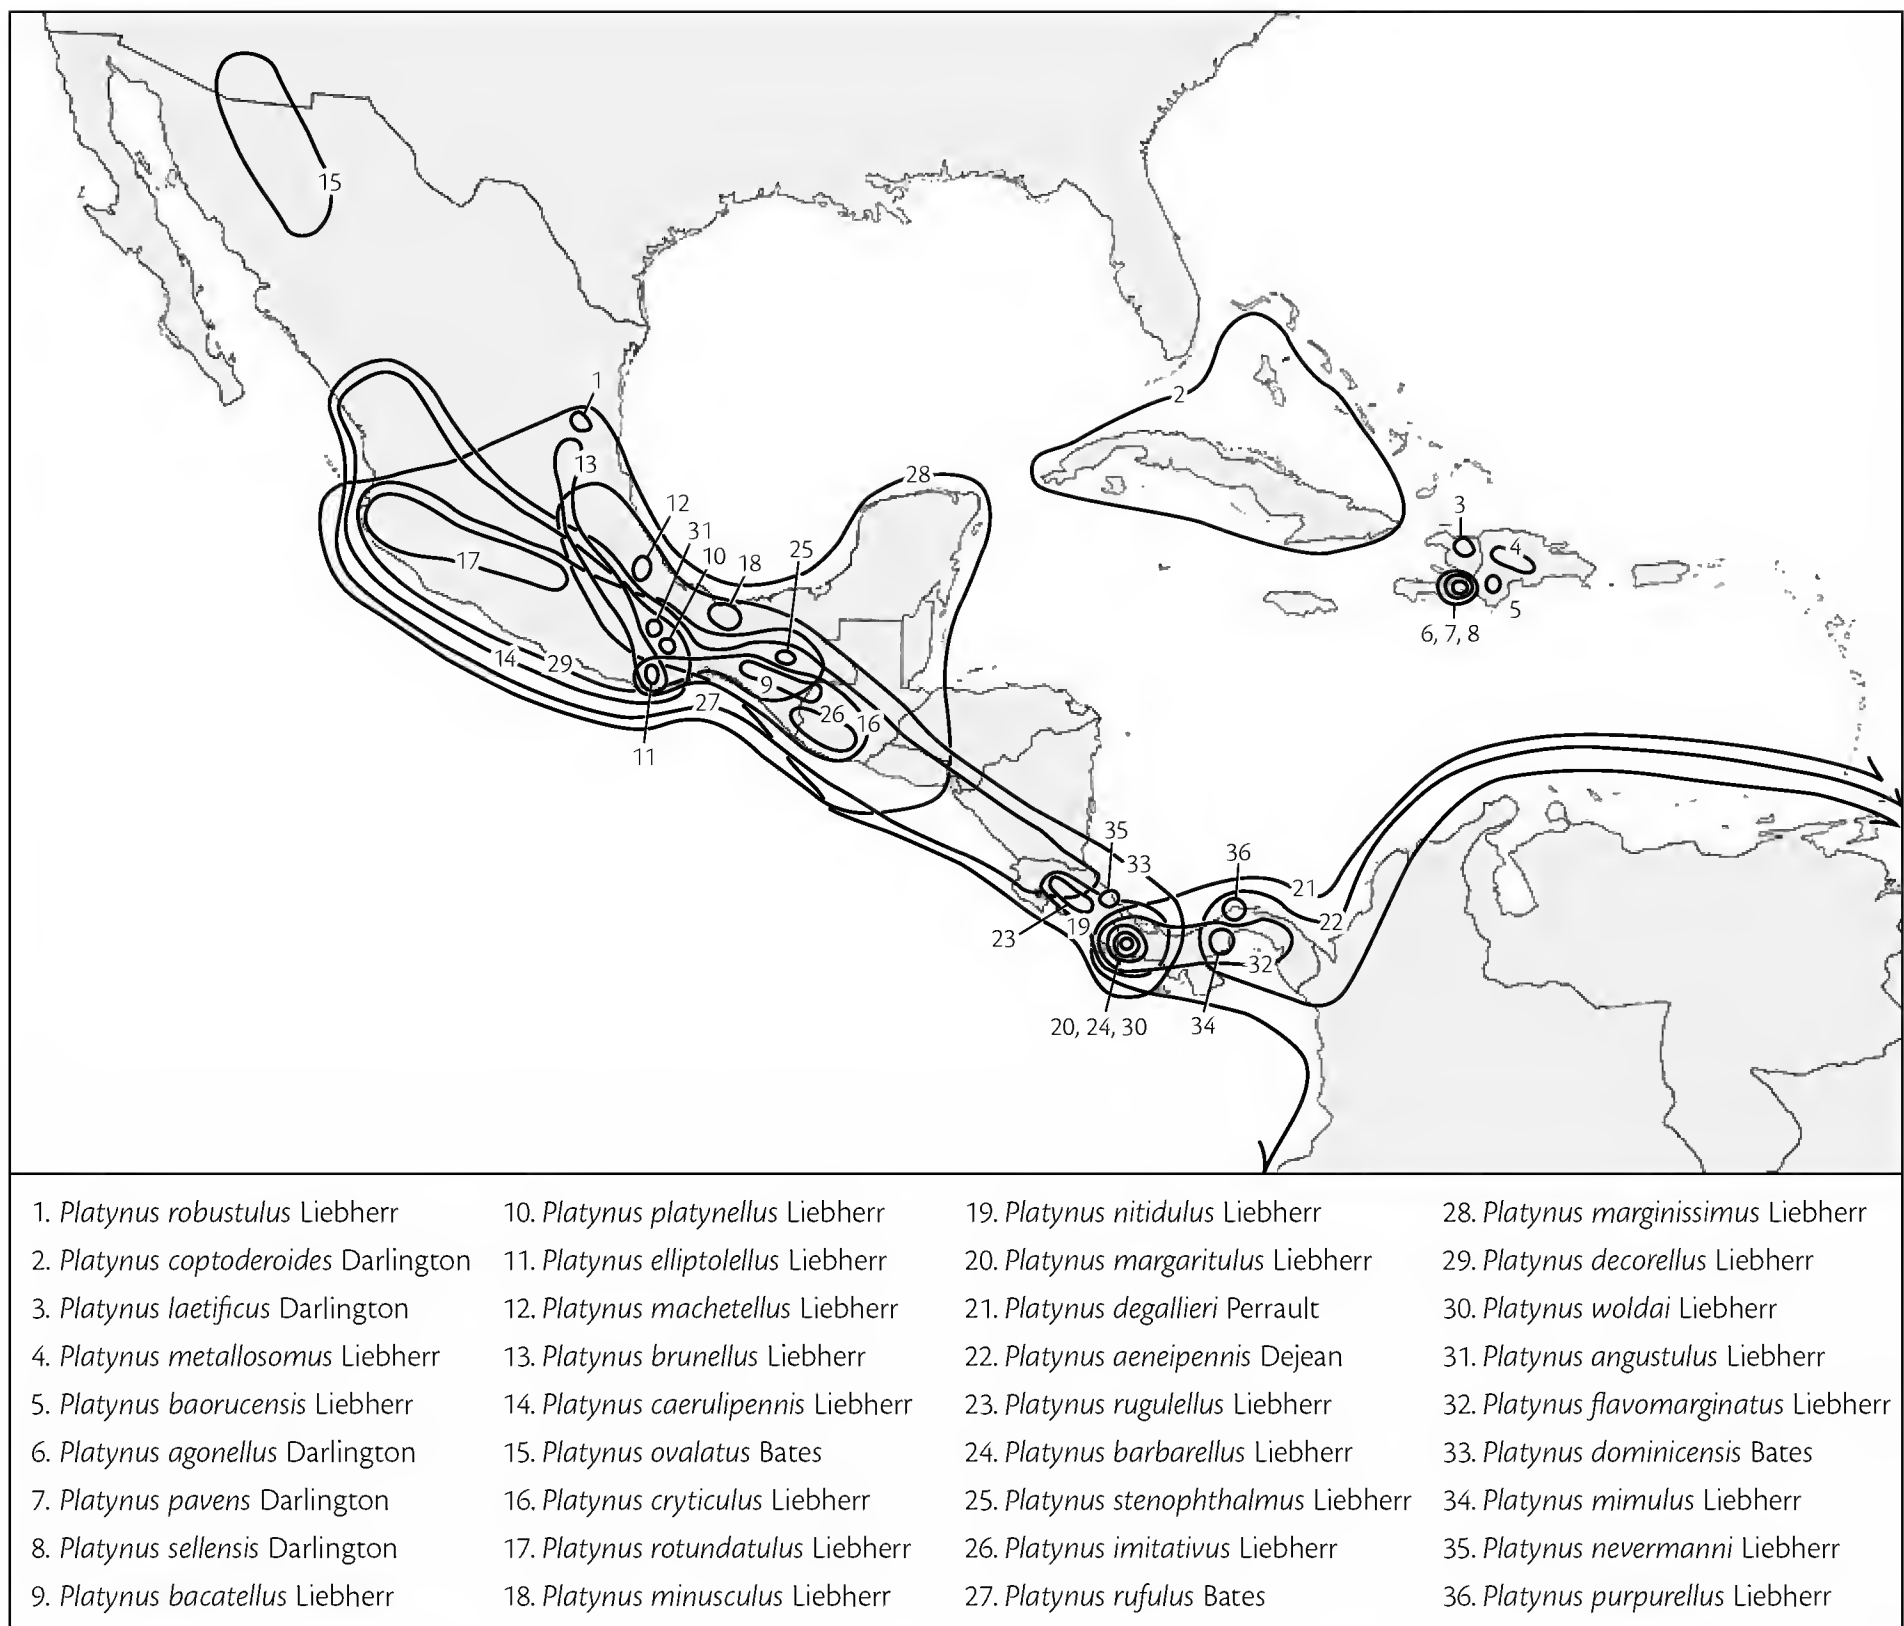 15
1
2
13
28
12
31
10
18
25
3
4
17
5
6, 7, 8
14
29
9
27
26
16
11
35
33
36
21
22
23
19
32
20, 24, 30
34
1. Platynus robustulus Liebherr
2. Platynus coptoderoides Darlington
3. Platynus laetificus Darlington
4. Platynus metallosomus Liebherr
5. Platynus baorucensis Liebherr
6. Platynus agonellus Darlington
7. Platynus pavens Darlington
8. Platynus sellensis Darlington
9. Platynus bacatellus Liebherr
10. Platynus platynellus Liebherr
11. Platynus elliptolellus Liebherr
12. Platynus machetellus Liebherr
13. Platynus brunellus Liebherr
14. Platynus caerulipennis Liebherr
15. Platynus ovalatus Bates
16. Platynus cryticulus Liebherr
17. Platynus rotundatulus Liebherr
18. Platynus minusculus Liebherr
19. Platynus nitidulus Liebherr
20. Platynus margaritulus Liebherr
21. Platynus degallieri Perrault
22. Platynus aeneipennis Dejean
23. Platynus rugulellus Liebherr
24. Platynus barbarellus Liebherr
25. Platynus stenophthalmus Liebherr
26. Platynus imitativus Liebherr
27. Platynus rufulus Bates
28. Platynus marginissimus Liebherr
29. Platynus decorellus Liebherr
30. Platynus woldai Liebherr
31. Platynus angustulus Liebherr
32. Platynus flavomarginatus Liebherr
33. Platynus dominicensis Bates
34. Platynus mimulus Liebherr
35. Platynus nevermanni Liebherr
36. Platynus purpurellus Liebherr